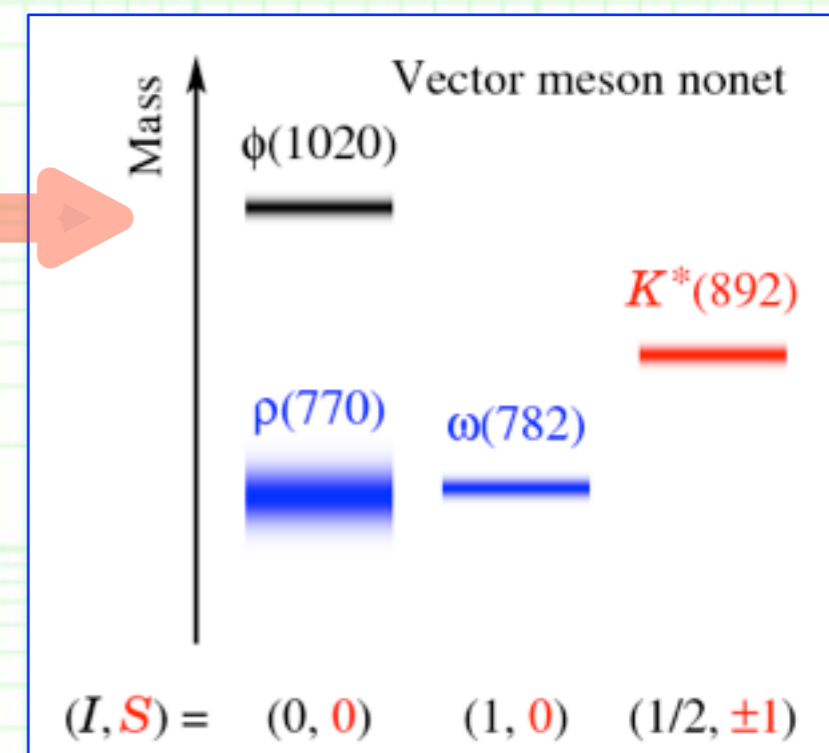 Vector meson nonet
Mass
ϕ(1020)
K*(892)
ρ(770)
ω(782)
(I, S) = (0, 0) (1, 0) (1/2, ±1)